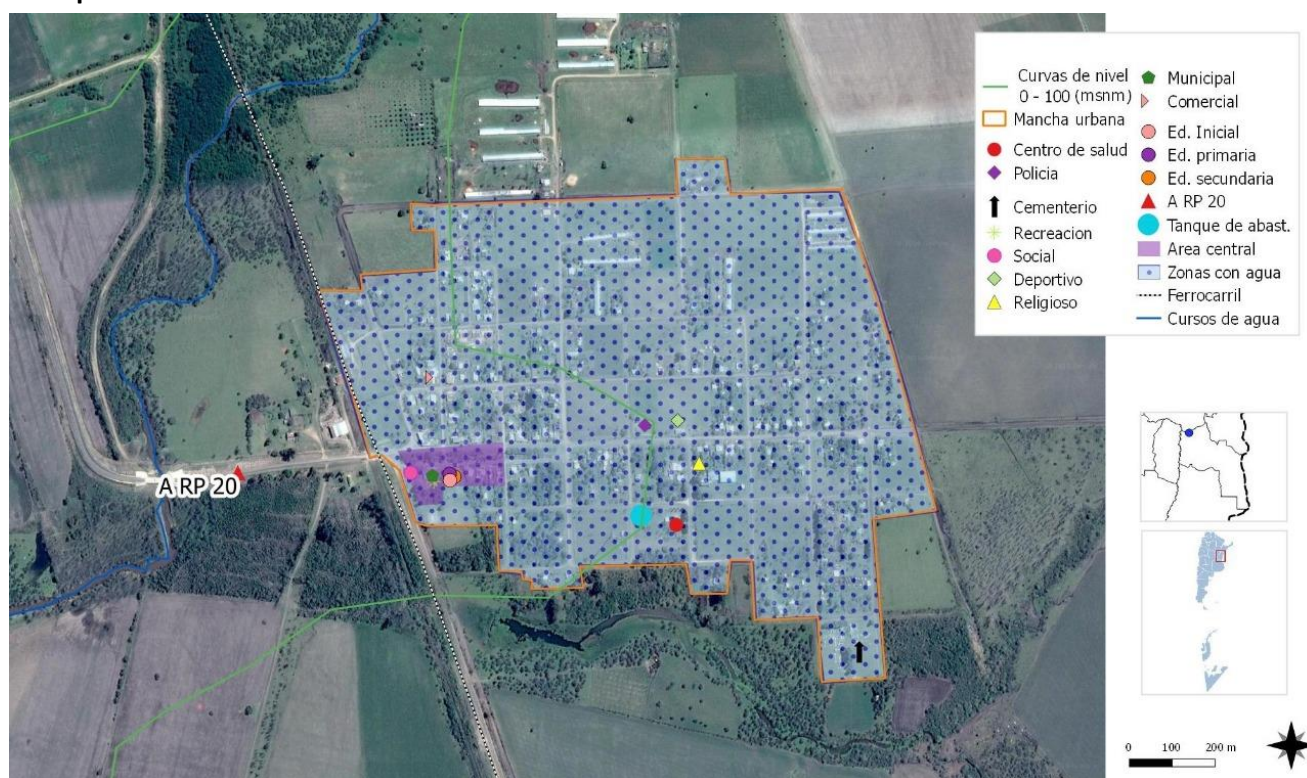 Curvas de nivel
0 - 100 (msnm)
Mancha urbana
Centro de salud
Policia
Cementerio
Recreacion
Social
Deportivo
Religioso
Municipal
Comercial
Ed. Inicial
Ed. primaria
Ed. secundaria
A RP 20
Tanque de abast.
Area central
Zonas con agua
Ferrocarril
Cursos de agua
A RP 20
0 100 200 m